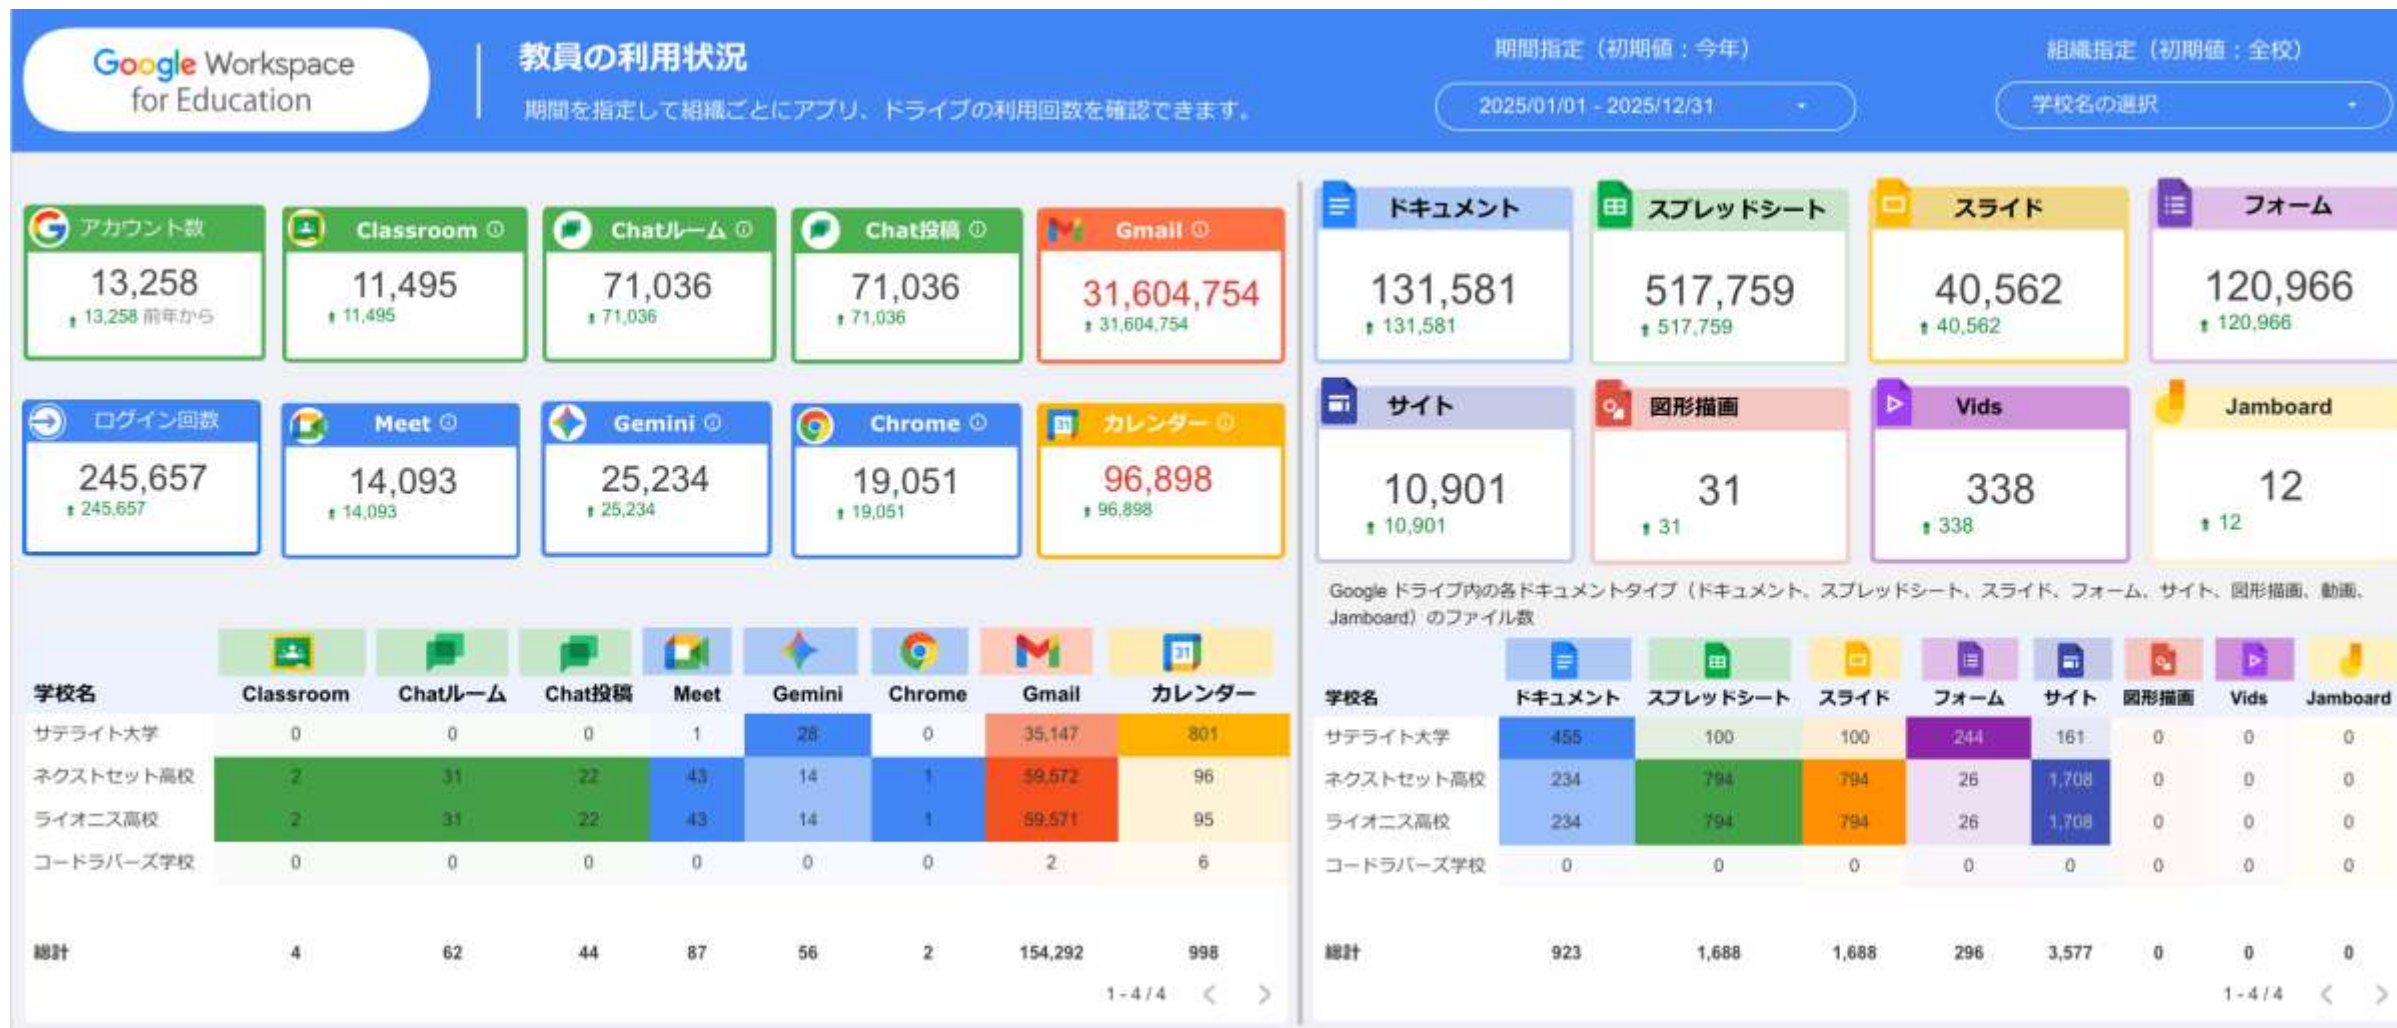 Google Workspace
for Education
教員の利用状況
期間を指定して組織ごとにアプリ、ドライブの利用回数を確認できます。
期間指定（初期値：今年）
2025/01/01 - 2025/12/31
組織指定（初期値：全校）
学校名の選択
アカウント数
13,258
13,258 前年から
Classroom
11,495
11,495
Chatルーム
71,036
71,036
Chat投稿
71,036
71,036
Gmail
31,604,754
31,604,754
ログイン回数
245,657
245,657
Meet
14,093
14,093
Gemini
25,234
25,234
Chrome
19,051
19,051
31 カレンダー
96,898
96,898
学校名 Classroom Chatルーム Chat投稿 Meet Gemini Chrome Gmail カレンダー
サテライト大学 0 0 0 1 28 0 35,147 801
ネクストセット高校 2 31 22 43 14 1 59,572 96
ライオニス高校 2 31 22 43 14 1 59,571 95
コードラバーズ学校 0 0 0 0 0 0 2 6
総計 4 62 44 87 56 2 154,292 998
1 - 4 / 4
ドキュメント
131,581
131,581
スプレッドシート
517,759
517,759
スライド
40,562
40,562
フォーム
120,966
120,966
サイト
10,901
10,901
図形描画
31
31
Vids
338
338
Jamboard
12
12
Google ドライブ内の各ドキュメントタイプ（ドキュメント、スプレッドシート、スライド、フォーム、サイト、図形描画、動画、
Jamboard）のファイル数
学校名 ドキュメント スプレッドシート スライド フォーム サイト 図形描画 Vids Jamboard
サテライト大学 455 100 100 244 161 0 0 0
ネクストセット高校 234 794 794 26 1,708 0 0 0
ライオニス高校 234 794 794 26 1,708 0 0 0
コードラバーズ学校 0 0 0 0 0 0 0 0
総計 923 1,688 1,688 296 3,577 0 0 0
1 - 4 / 4